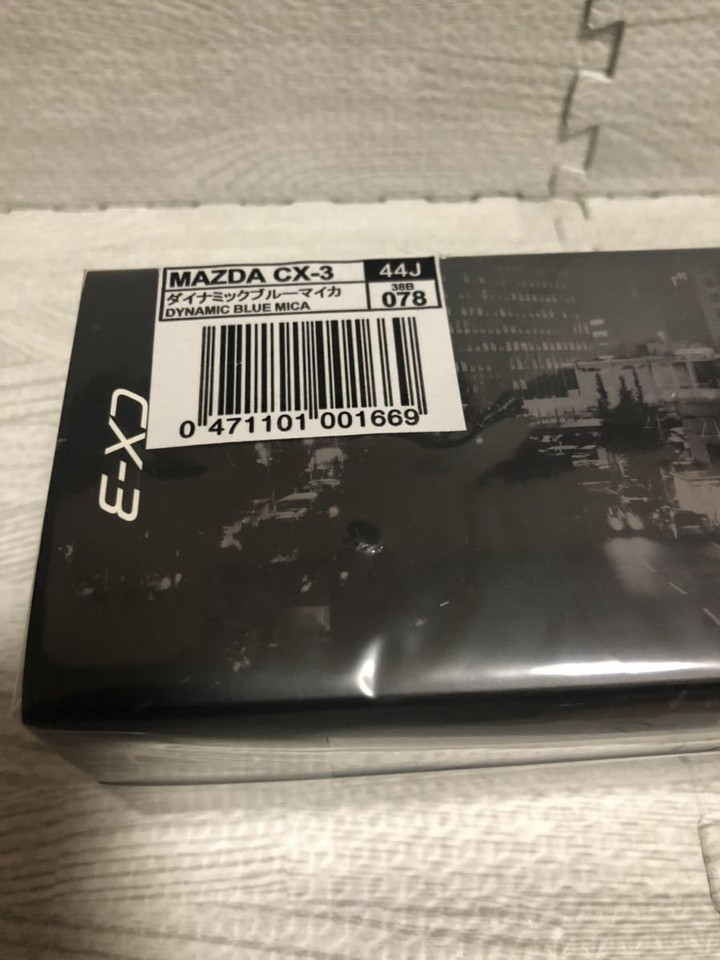 MAZDA CX-3
44J
ダイナミックブルーマイカ
38B
DYNAMIC BLUE MICA
078
0 471101 001669
CX-3